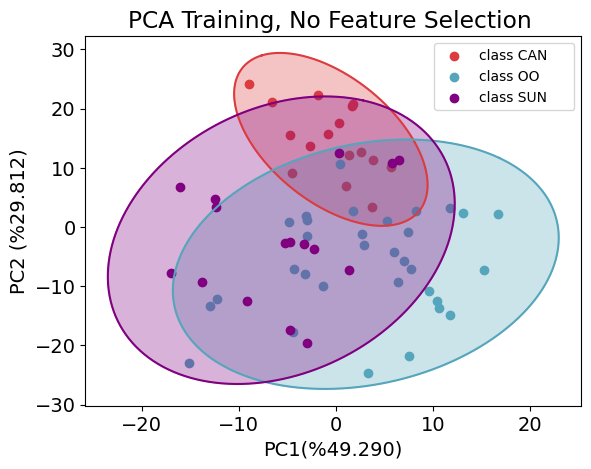 PCA Training, No Feature Selection
class CAN
class OO
class SUN
30
20
10
0
−10
−20
−30
PC2 (%29.812)
−20 −10 0 10 20
PC1(%49.290)